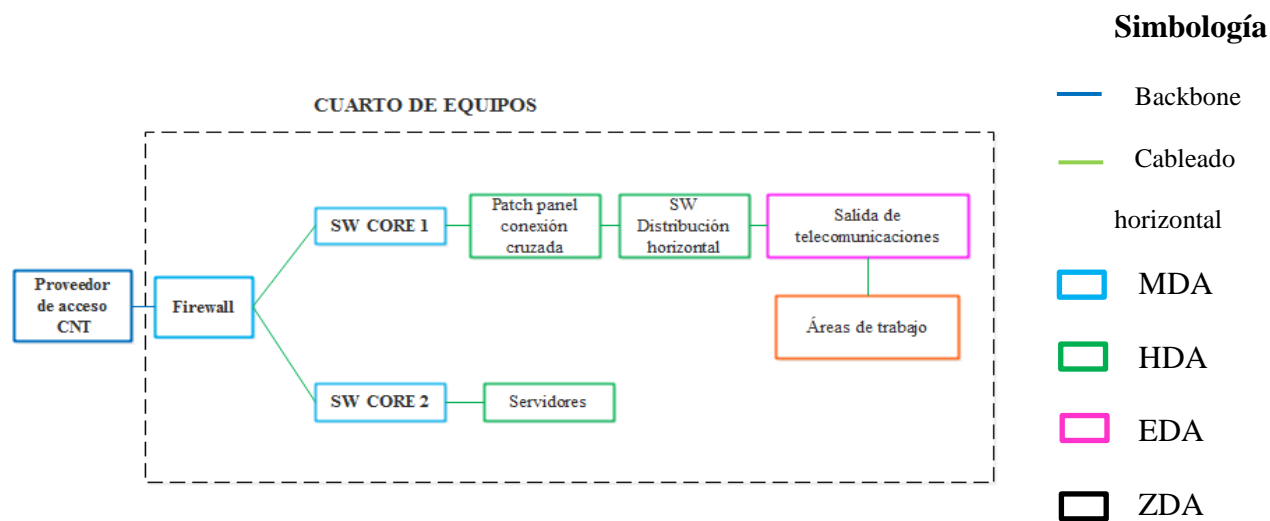 Simbología
CUARTO DE EQUIPOS
Backbone
Cableado
horizontal
SW CORE 1
Patch panel
conexión
cruzada
SW
Distribución
horizontal
Salida de
telecomunicaciones
Proveedor
de acceso
CNT
Firewall
Áreas de trabajo
SW CORE 2
Servidores
MDA
HDA
EDA
ZDA